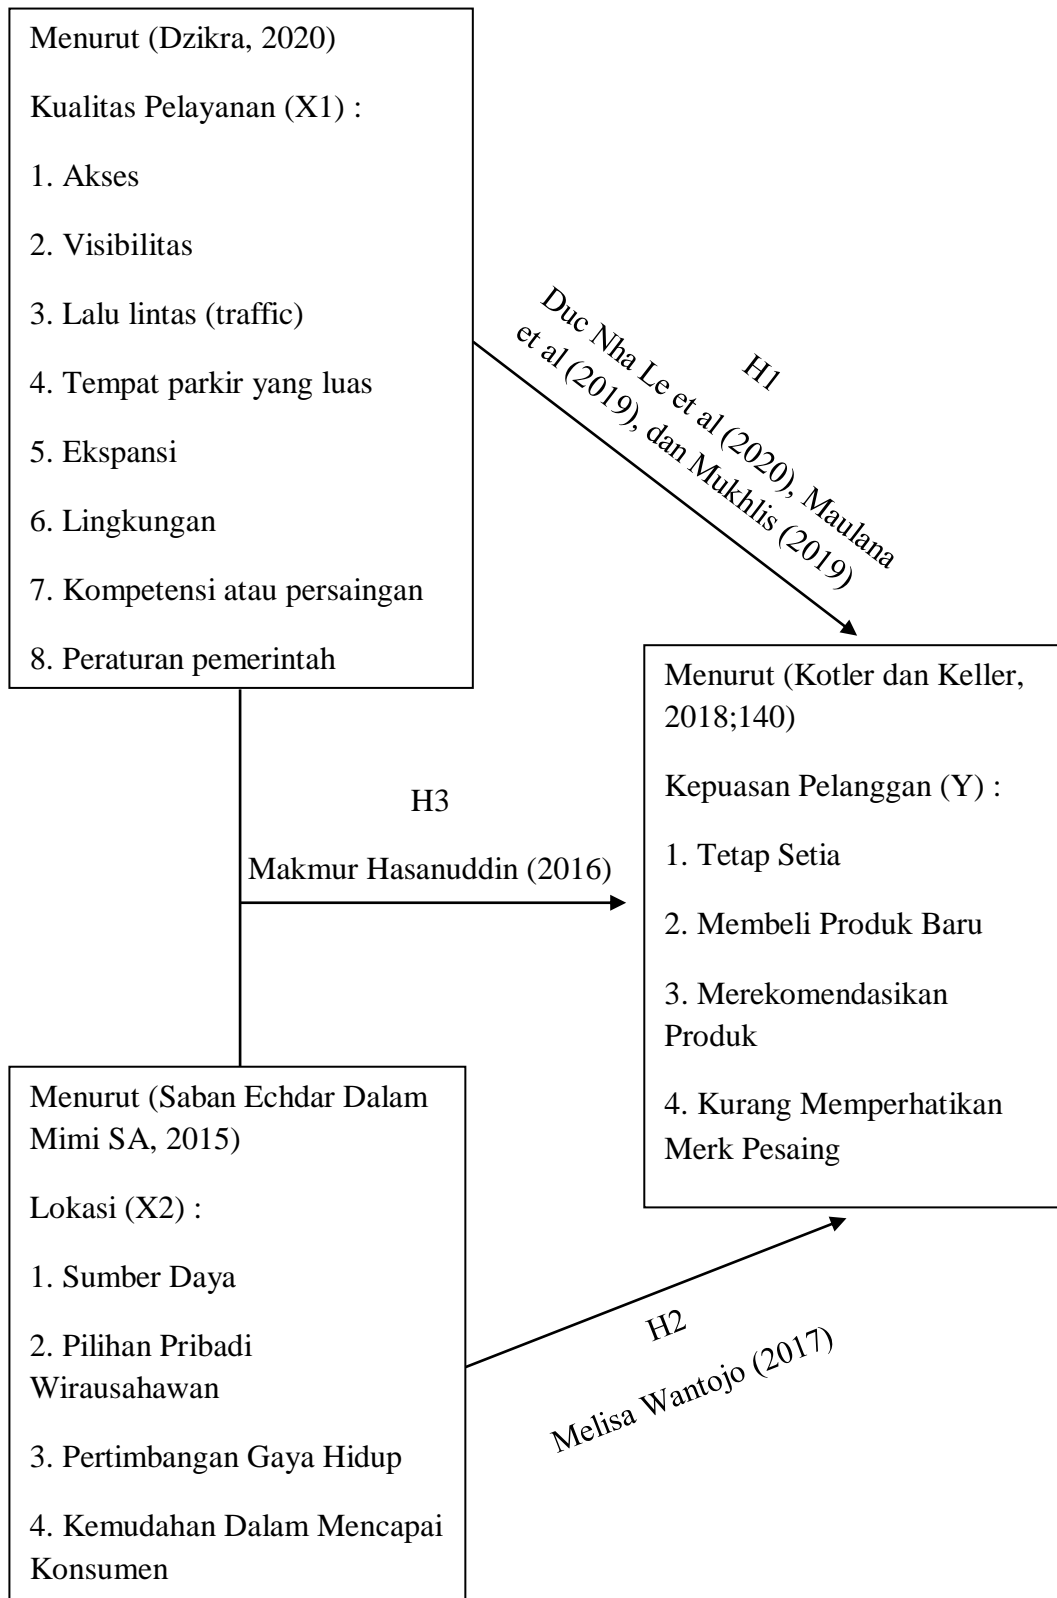 Menurut (Dzikra, 2020)
Kualitas Pelayanan (X1) :
1. Akses
2. Visibilitas
3. Lalu lintas (traffic)
4. Tempat parkir yang luas
5. Ekspansi
6. Lingkungan
7. Kompetensi atau persaingan
8. Peraturan pemerintah
H1
Duc Nha Le et al (2020), Maulana
et al (2019), dan Mukhlis (2019)
H3
Makmur Hasanuddin (2016)
Menurut (Kotler dan Keller,
2018;140)
Kepuasan Pelanggan (Y) :
1. Tetap Setia
2. Membeli Produk Baru
3. Merekomendasikan
Produk
4. Kurang Memperhatikan
Merk Pesaing
Menurut (Saban Echdar Dalam
Mimi SA, 2015)
Lokasi (X2) :
1. Sumber Daya
2. Pilihan Pribadi
Wirausahawan
3. Pertimbangan Gaya Hidup
4. Kemudahan Dalam Mencapai
Konsumen
H2
Melisa Wantojo (2017)